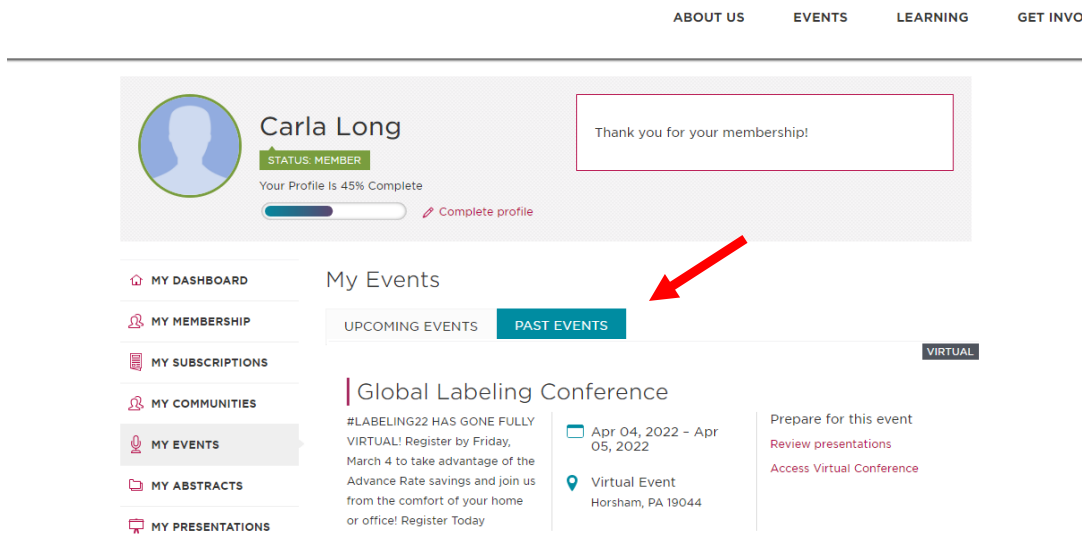 ABOUT US EVENTS LEARNING GET INVO
Carla Long
STATUS: MEMBER
Your Profile Is 45% Complete
Complete profile
Thank you for your membership!
MY DASHBOARD
MY MEMBERSHIP
MY SUBSCRIPTIONS
MY COMMUNITIES
MY EVENTS
MY ABSTRACTS
MY PRESENTATIONS
My Events
UPCOMING EVENTS PAST EVENTS
VIRTUAL
Global Labeling Conference
#LABELING22 HAS GONE FULLY
VIRTUAL! Register by Friday,
March 4 to take advantage of the
Advance Rate savings and join us
from the comfort of your home
or office! Register Today
Apr 04, 2022 – Apr
05, 2022
Virtual Event
Horsham, PA 19044
Prepare for this event
Review presentations
Access Virtual Conference